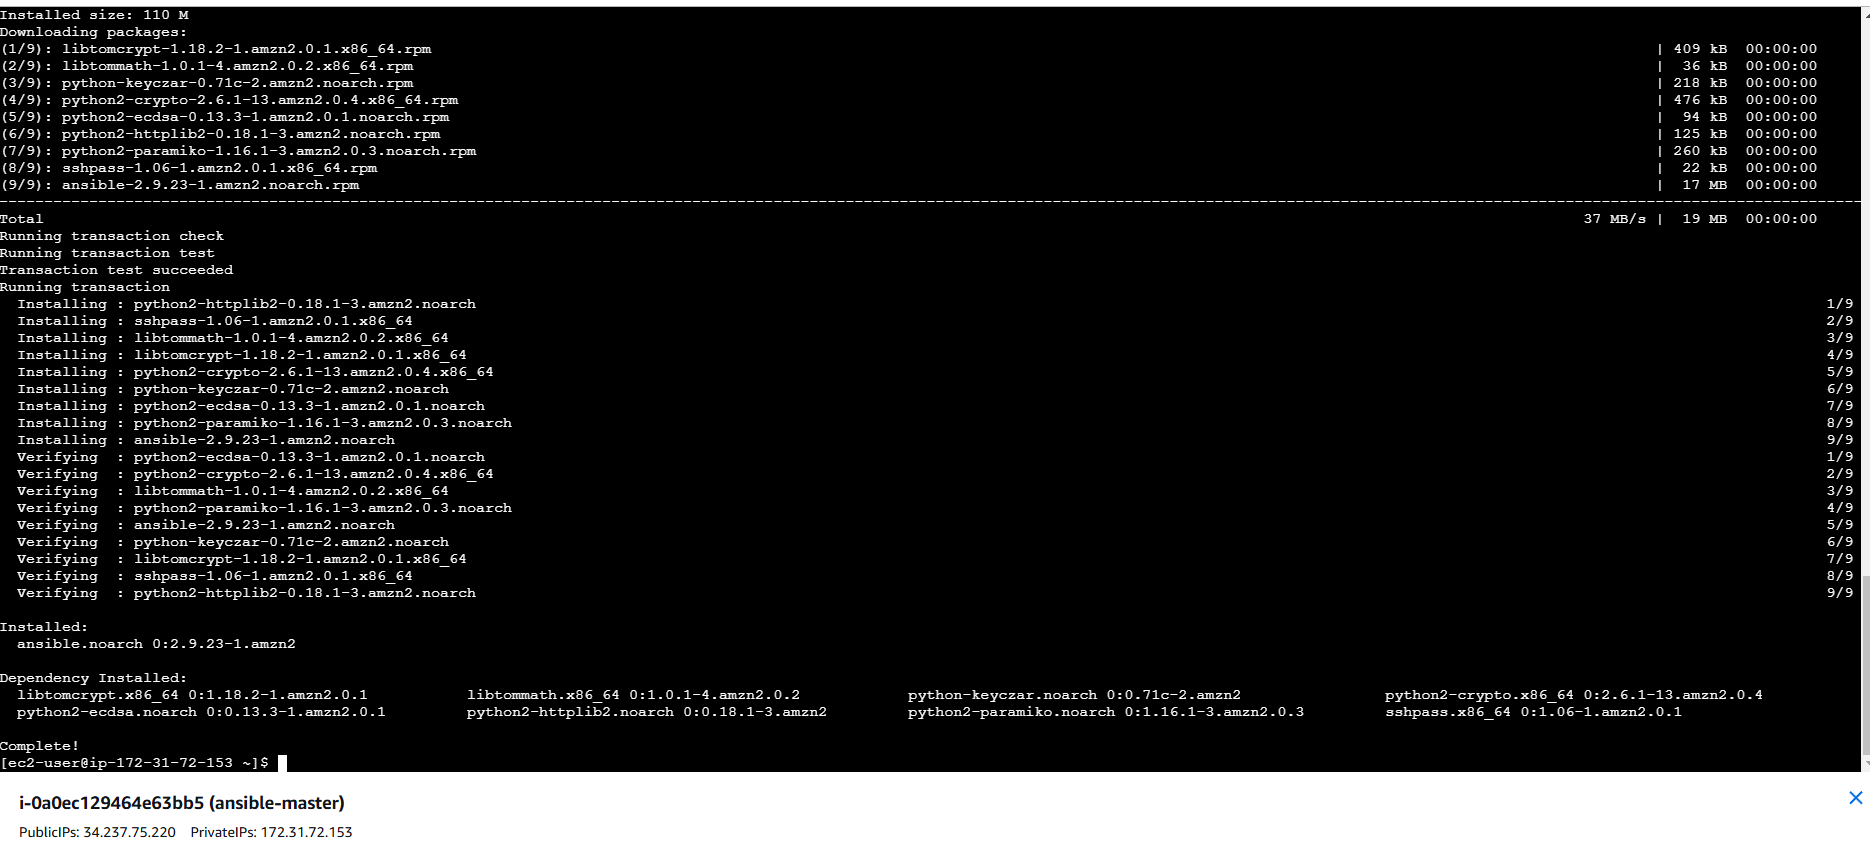 Installed size: 110 M
Downloading packages:
(1/9): libtomcrypt-1.18.2-1.amzn2.0.1.x86_64.rpm | 409 kB 00:00:00
(2/9): libtommath-1.0.1-4.amzn2.0.2.x86_64.rpm | 36 kB 00:00:00
(3/9): python-keyczar-0.71c-2.amzn2.noarch.rpm | 218 kB 00:00:00
(4/9): python2-crypto-2.6.1-13.amzn2.0.4.x86_64.rpm | 476 kB 00:00:00
(5/9): python2-ecdsa-0.13.3-1.amzn2.0.1.noarch.rpm | 94 kB 00:00:00
(6/9): python2-httplib2-0.18.1-3.amzn2.noarch.rpm | 125 kB 00:00:00
(7/9): python2-paramiko-1.16.1-3.amzn2.0.3.noarch.rpm | 260 kB 00:00:00
(8/9): sshpass-1.06-1.amzn2.0.1.x86_64.rpm | 22 kB 00:00:00
(9/9): ansible-2.9.23-1.amzn2.noarch.rpm | 17 MB 00:00:00
Total 37 MB/s | 19 MB 00:00:00
Running transaction check
Running transaction test
Transaction test succeeded
Running transaction
Installing : python2-httplib2-0.18.1-3.amzn2.noarch 1/9
Installing : sshpass-1.06-1.amzn2.0.1.x86_64 2/9
Installing : libtommath-1.0.1-4.amzn2.0.2.x86_64 3/9
Installing : libtomcrypt-1.18.2-1.amzn2.0.1.x86_64 4/9
Installing : python2-crypto-2.6.1-13.amzn2.0.4.x86_64 5/9
Installing : python-keyczar-0.71c-2.amzn2.noarch 6/9
Installing : python2-ecdsa-0.13.3-1.amzn2.0.1.noarch 7/9
Installing : python2-paramiko-1.16.1-3.amzn2.0.3.noarch 8/9
Installing : ansible-2.9.23-1.amzn2.noarch 9/9
Verifying : python2-ecdsa-0.13.3-1.amzn2.0.1.noarch 1/9
Verifying : python2-crypto-2.6.1-13.amzn2.0.4.x86_64 2/9
Verifying : libtommath-1.0.1-4.amzn2.0.2.x86_64 3/9
Verifying : python2-paramiko-1.16.1-3.amzn2.0.3.noarch 4/9
Verifying : ansible-2.9.23-1.amzn2.noarch 5/9
Verifying : python-keyczar-0.71c-2.amzn2.noarch 6/9
Verifying : libtomcrypt-1.18.2-1.amzn2.0.1.x86_64 7/9
Verifying : sshpass-1.06-1.amzn2.0.1.x86_64 8/9
Verifying : python2-httplib2-0.18.1-3.amzn2.noarch 9/9
Installed:
ansible.noarch 0:2.9.23-1.amzn2
Dependency Installed:
libtomcrypt.x86_64 0:1.18.2-1.amzn2.0.1 libtommath.x86_64 0:1.0.1-4.amzn2.0.2 python-keyczar.noarch 0:0.71c-2.amzn2 python2-crypto.x86_64 0:2.6.1-13.amzn2.0.4
python2-ecdsa.noarch 0:0.13.3-1.amzn2.0.1 python2-httplib2.noarch 0:0.18.1-3.amzn2 python2-paramiko.noarch 0:1.16.1-3.amzn2.0.3 sshpass.x86_64 0:1.06-1.amzn2.0.1
Complete!
[ec2-user@ip-172-31-72-153 ~]$
i-0a0ec129464e63bb5 (ansible-master)
PublicIPs: 34.237.75.220 PrivateIPs: 172.31.72.153